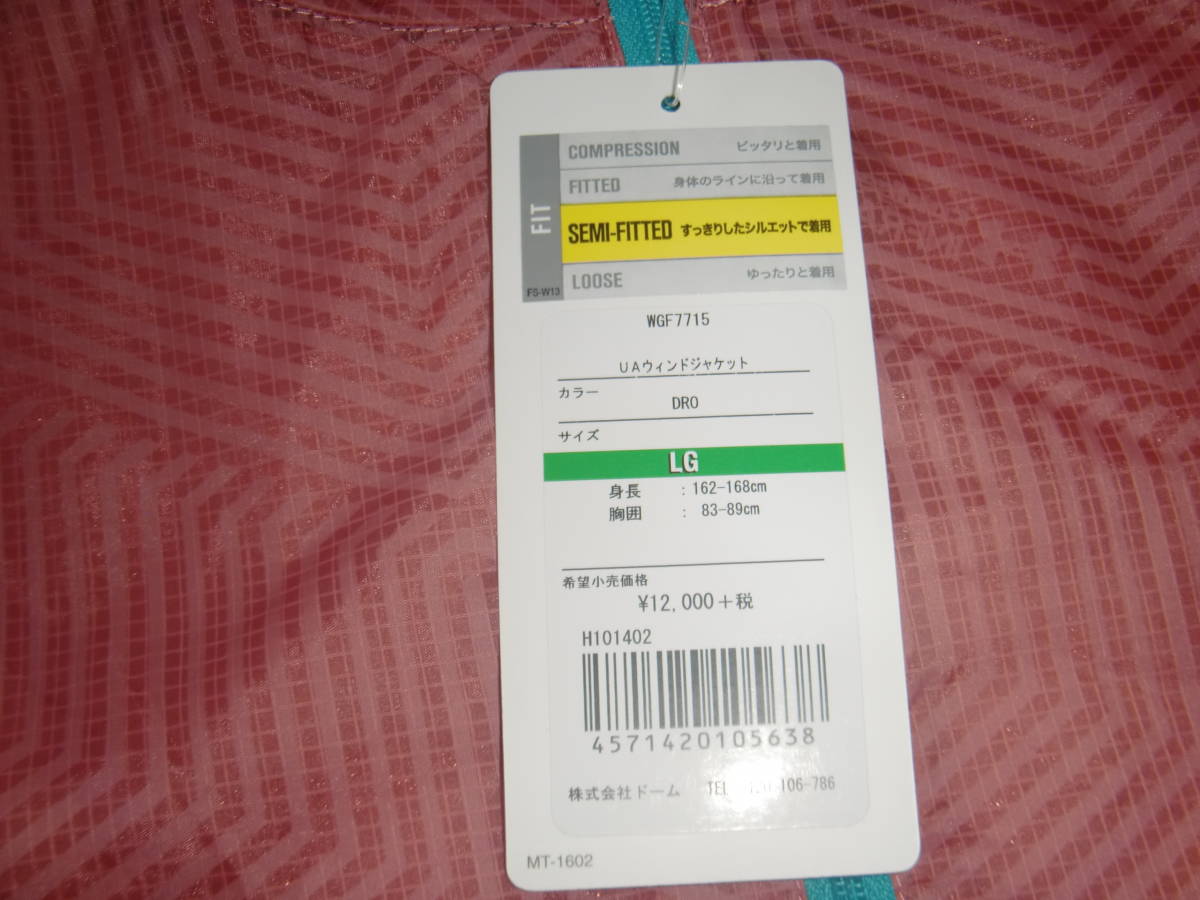 FIT
COMPRESSION ピッタリと着用
FITTED 身体のラインに沿って着用
SEMI-FITTED すっきりしたシルエットで着用
LOOSE ゆったりと着用
FS-W13
WGF7715
UAウィンドジャケット
カラー
DRO
サイズ
LG
身長 :162-168cm
胸囲 : 83-89cm
希望小売価格
¥12,000+税
H101402
4571420105638
株式会社ドーム TEL 106-786
MT-1602